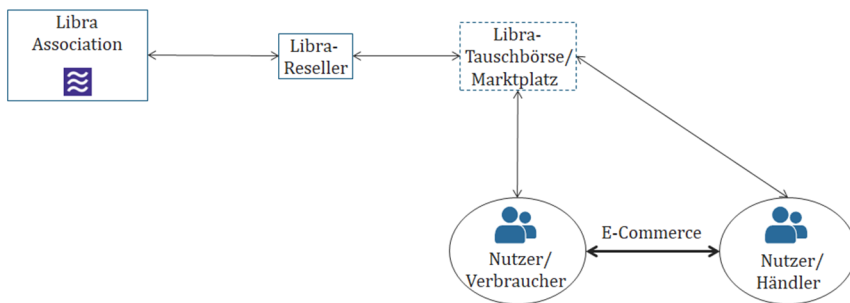 Libra
Association
Libra-
Reseller
Libra-
Tauschbörse/
Marktplatz
E-Commerce
Nutzer/
Verbraucher
Nutzer/
Händler